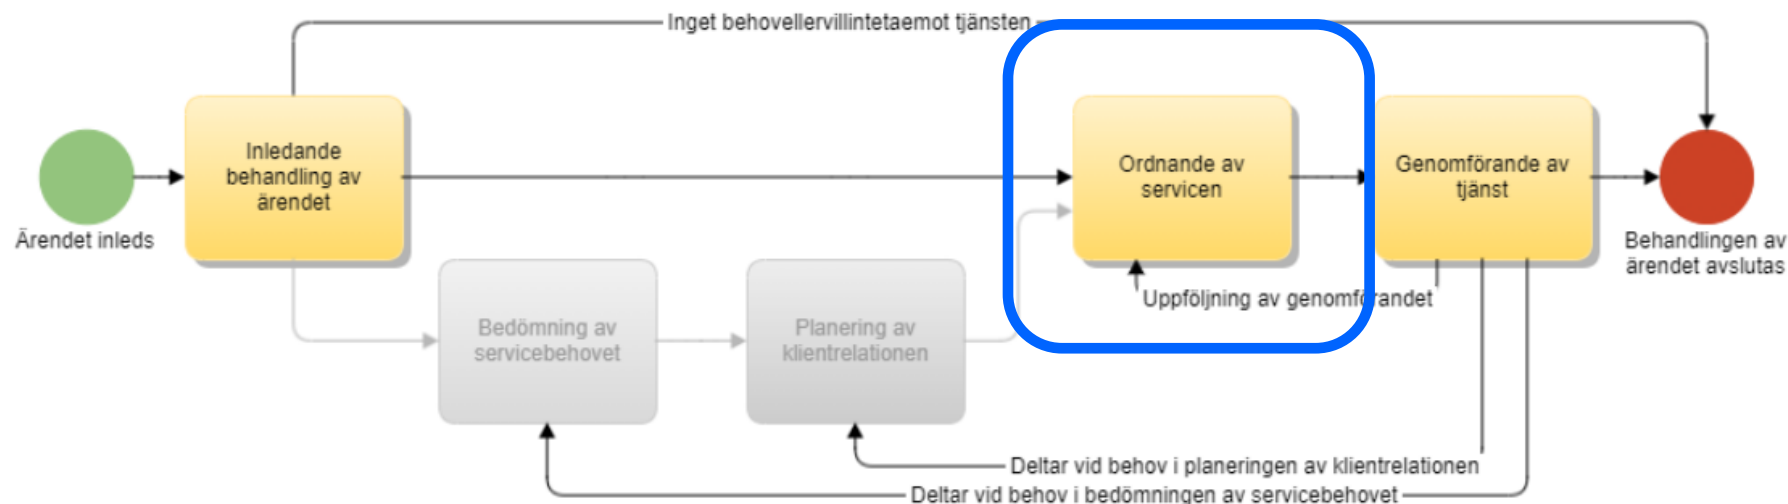 Inget behovellervillintetaemot tjänsten
Inledande
behandling av
ärendet
Ordnande av
servicen
Genomförande av
tjänst
Ärendet inleds
Behandlingen av
ärendet avslutas
Uppföljning av genomförandet
Bedömning av
servicebehovet
Planering av
klientrelationen
Deltar vid behov i planeringen av klientrelationen
Deltar vid behov i bedömningen av servicebehovet